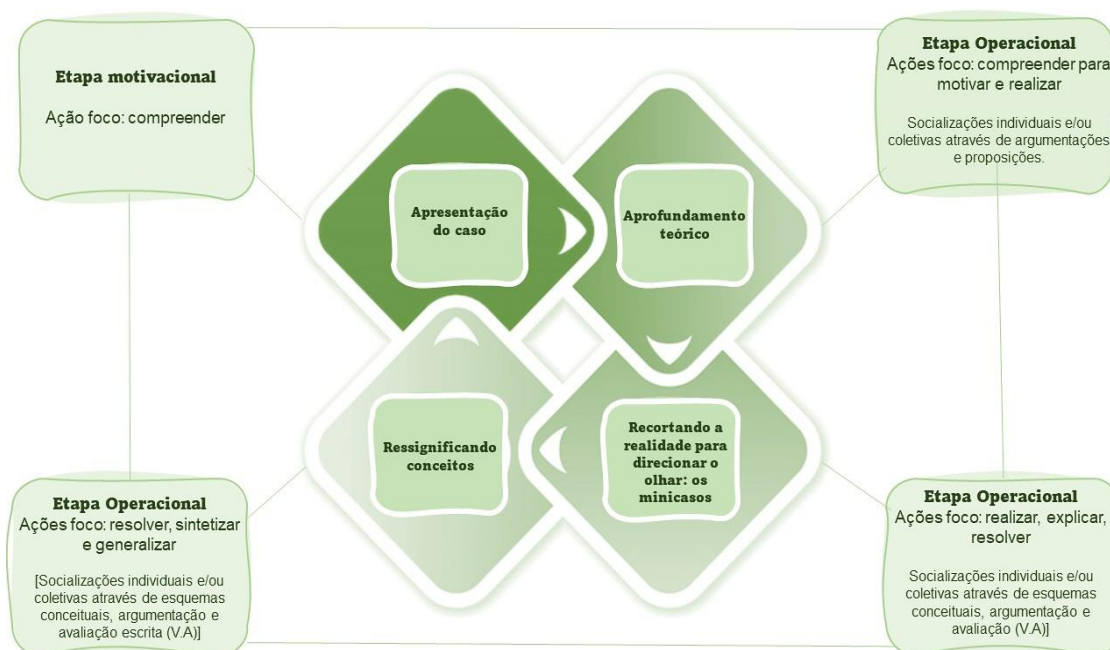 Etapa motivacional
Ação foco: compreender
Etapa Operacional
Ações foco: compreender para
motivar e realizar
Socializações individuais e/ou
coletivas através de argumentações
e proposições.
Apresentação
do caso
Aprofundamento
teórico
Ressignificando
conceitos
Recortando a
realidade para
direcionar o
olhar: os
minicasos
Etapa Operacional
Ações foco: resolver, sintetizar
e generalizar
[Socializações individuais e/ou
coletivas através de esquemas
conceituais, argumentação e
avaliação escrita (V.A)]
Etapa Operacional
Ações foco: realizar, explicar,
resolver
Socializações individuais e/ou
coletivas através de esquemas
conceituais, argumentação e
avaliação (V.A)]